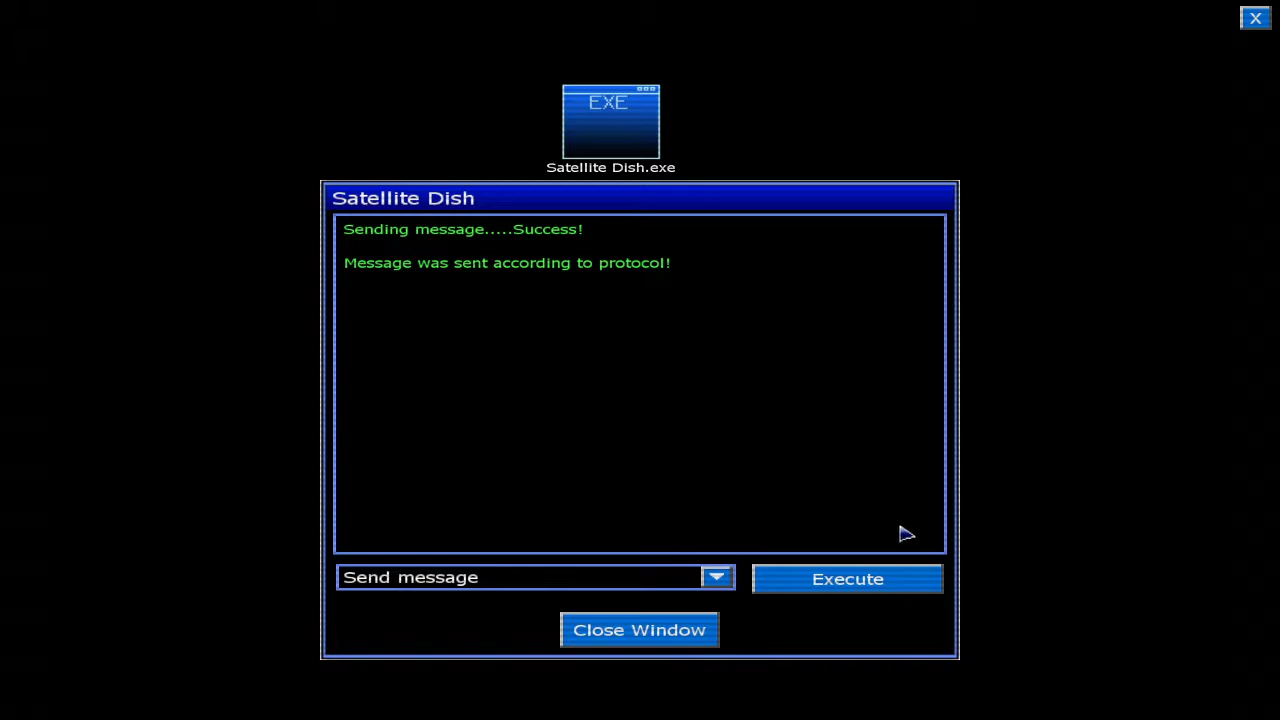 X
EXE
Satellite Dish.exe
Satellite Dish
Sending message.....Success!
Message was sent according to protocol!
Send message
Execute
Close Window